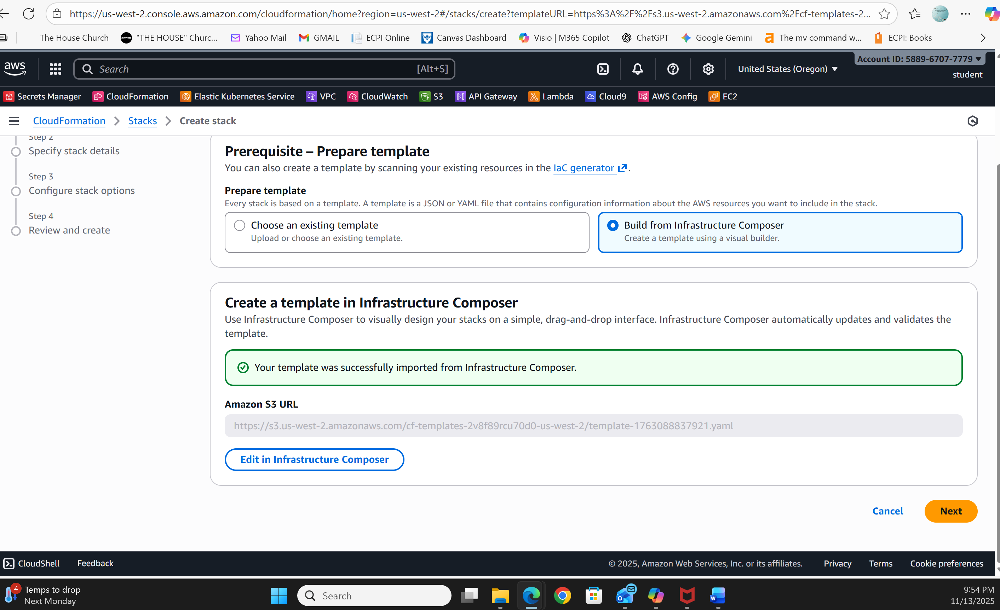 https://us-west-2.console.aws.amazon.com/cloudformation/home?region=us-west-2#/stacks/create?templateURL=https%3A%2F%2Fs3.us-west-2.amazonaws.com%2Fcf-templates-2...
The House Church "THE HOUSE" Churc... Yahoo Mail GMAIL ECPI Online Canvas Dashboard Visio | M365 Copilot ChatGPT Google Gemini The mv command w... ECPI: Books
aws Search [Alt+S] United States (Oregon) Account ID: 5889-6707-7779
student
Secrets Manager CloudFormation Elastic Kubernetes Service VPC CloudWatch S3 API Gateway Lambda Cloud9 AWS Config EC2
CloudFormation Stacks Create stack
Step 2
Specify stack details
Step 3
Configure stack options
Step 4
Review and create
Prerequisite – Prepare template
You can also create a template by scanning your existing resources in the IaC generator .
Prepare template
Every stack is based on a template. A template is a JSON or YAML file that contains configuration information about the AWS resources you want to include in the stack.
Choose an existing template
Upload or choose an existing template.
Build from Infrastructure Composer
Create a template using a visual builder.
Create a template in Infrastructure Composer
Use Infrastructure Composer to visually design your stacks on a simple, drag-and-drop interface. Infrastructure Composer automatically updates and validates the
template.
Your template was successfully imported from Infrastructure Composer.
Amazon S3 URL
https://s3.us-west-2.amazonaws.com/cf-templates-2v8f89rcu70d0-us-west-2/template-1763088837921.yaml
Edit in Infrastructure Composer
Cancel Next
CloudShell Feedback © 2025, Amazon Web Services, Inc. or its affiliates. Privacy Terms Cookie preferences
4 Temps to drop
Next Monday
Search
9:54 PM
11/13/2025